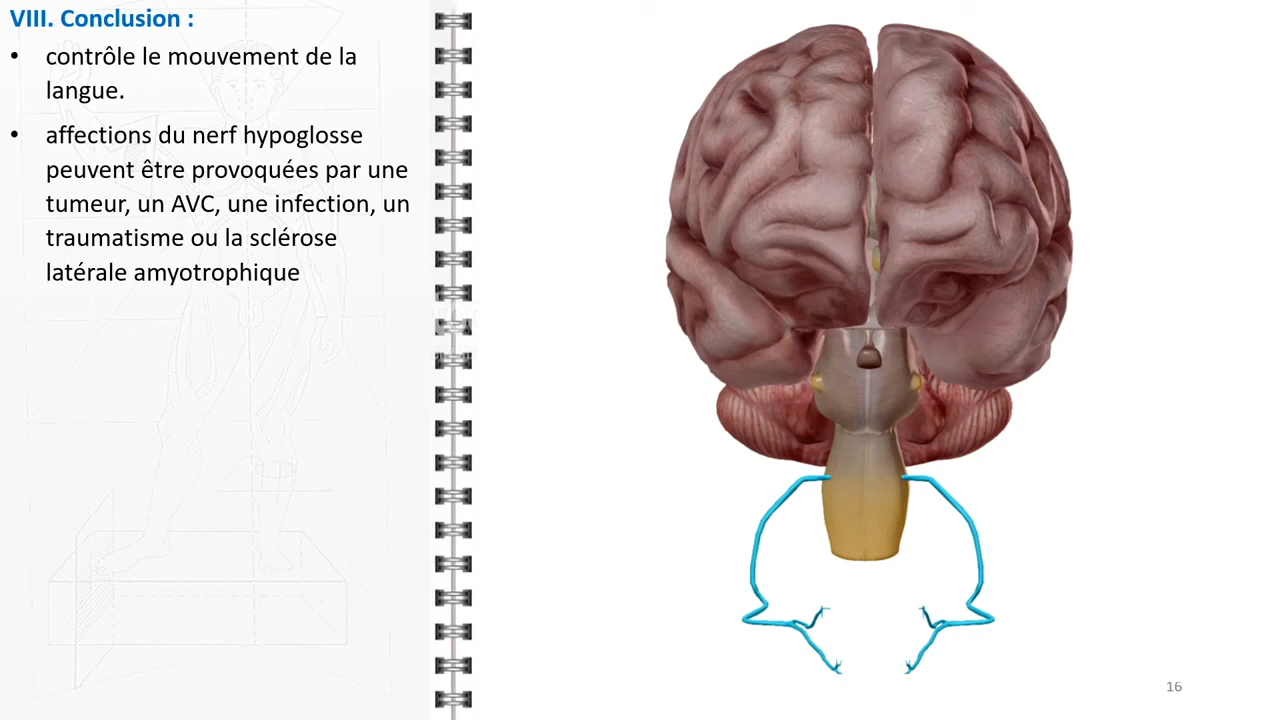 VIII. Conclusion :
• contrôle le mouvement de la
langue.
• affections du nerf hypoglosse
peuvent être provoquées par une
tumeur, un AVC, une infection, un
traumatisme ou la sclérose
latérale amyotrophique
16